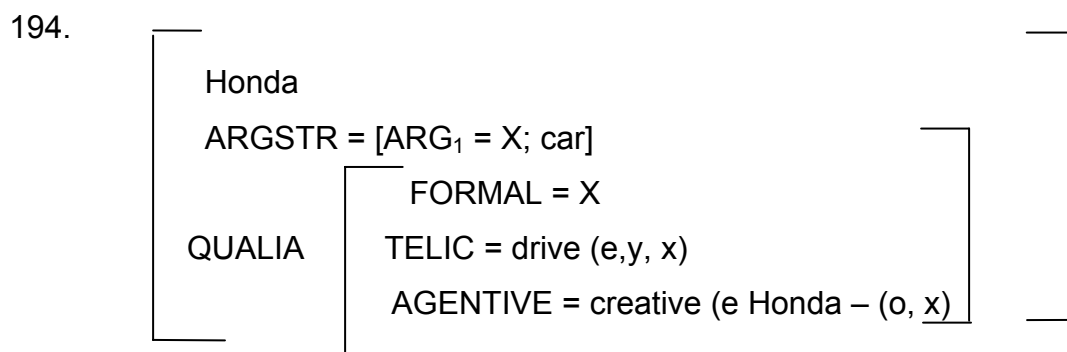 194.
Honda
ARGSTR = [ARG₁ = X; car]
FORMAL = X
QUALIA TELIC = drive (e,y, x)
AGENTIVE = creative (e Honda – (o, x)